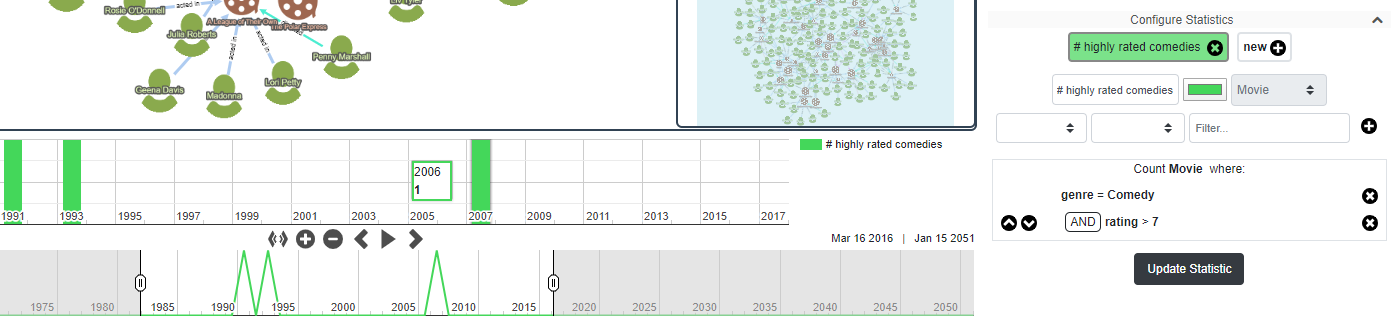 acted in
Rosie O'Donnell
Liv Tyler
A League of Their Own
The Polar Express
Julia Roberts
acted in
acted in
Penny Marshall
Geena Davis
Madonna
Lori Petty
Configure Statistics
# highly rated comedies
new
# highly rated comedies
Movie
Filter...
Count Movie where:
genre = Comedy
AND rating > 7
Update Statistic
# highly rated comedies
2006
1
1991 1993 1995 1997 1999 2001 2003 2005 2007 2009 2011 2013 2015 2017
Mar 16 2016 | Jan 15 2051
1975 1980 1985 1990 1995 2000 2005 2010 2015 2020 2025 2030 2035 2040 2045 2050